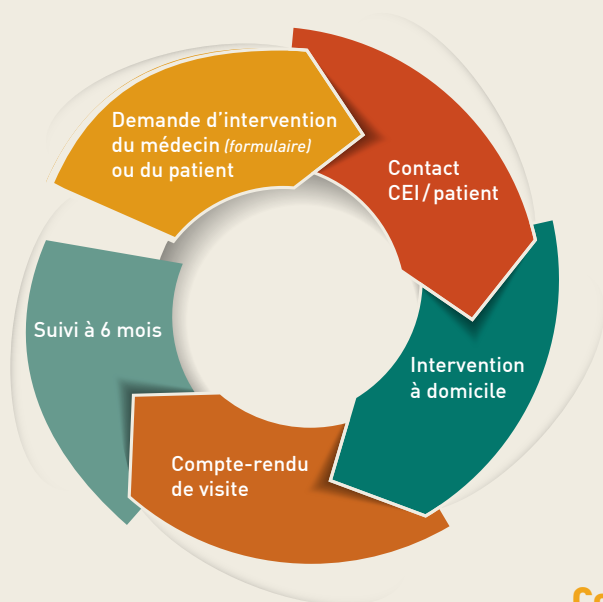 Demande d'intervention
du médecin (formulaire)
ou du patient
Contact
CEI/patient
Intervention
à domicile
Compte-rendu
de visite
Suivi à 6 mois